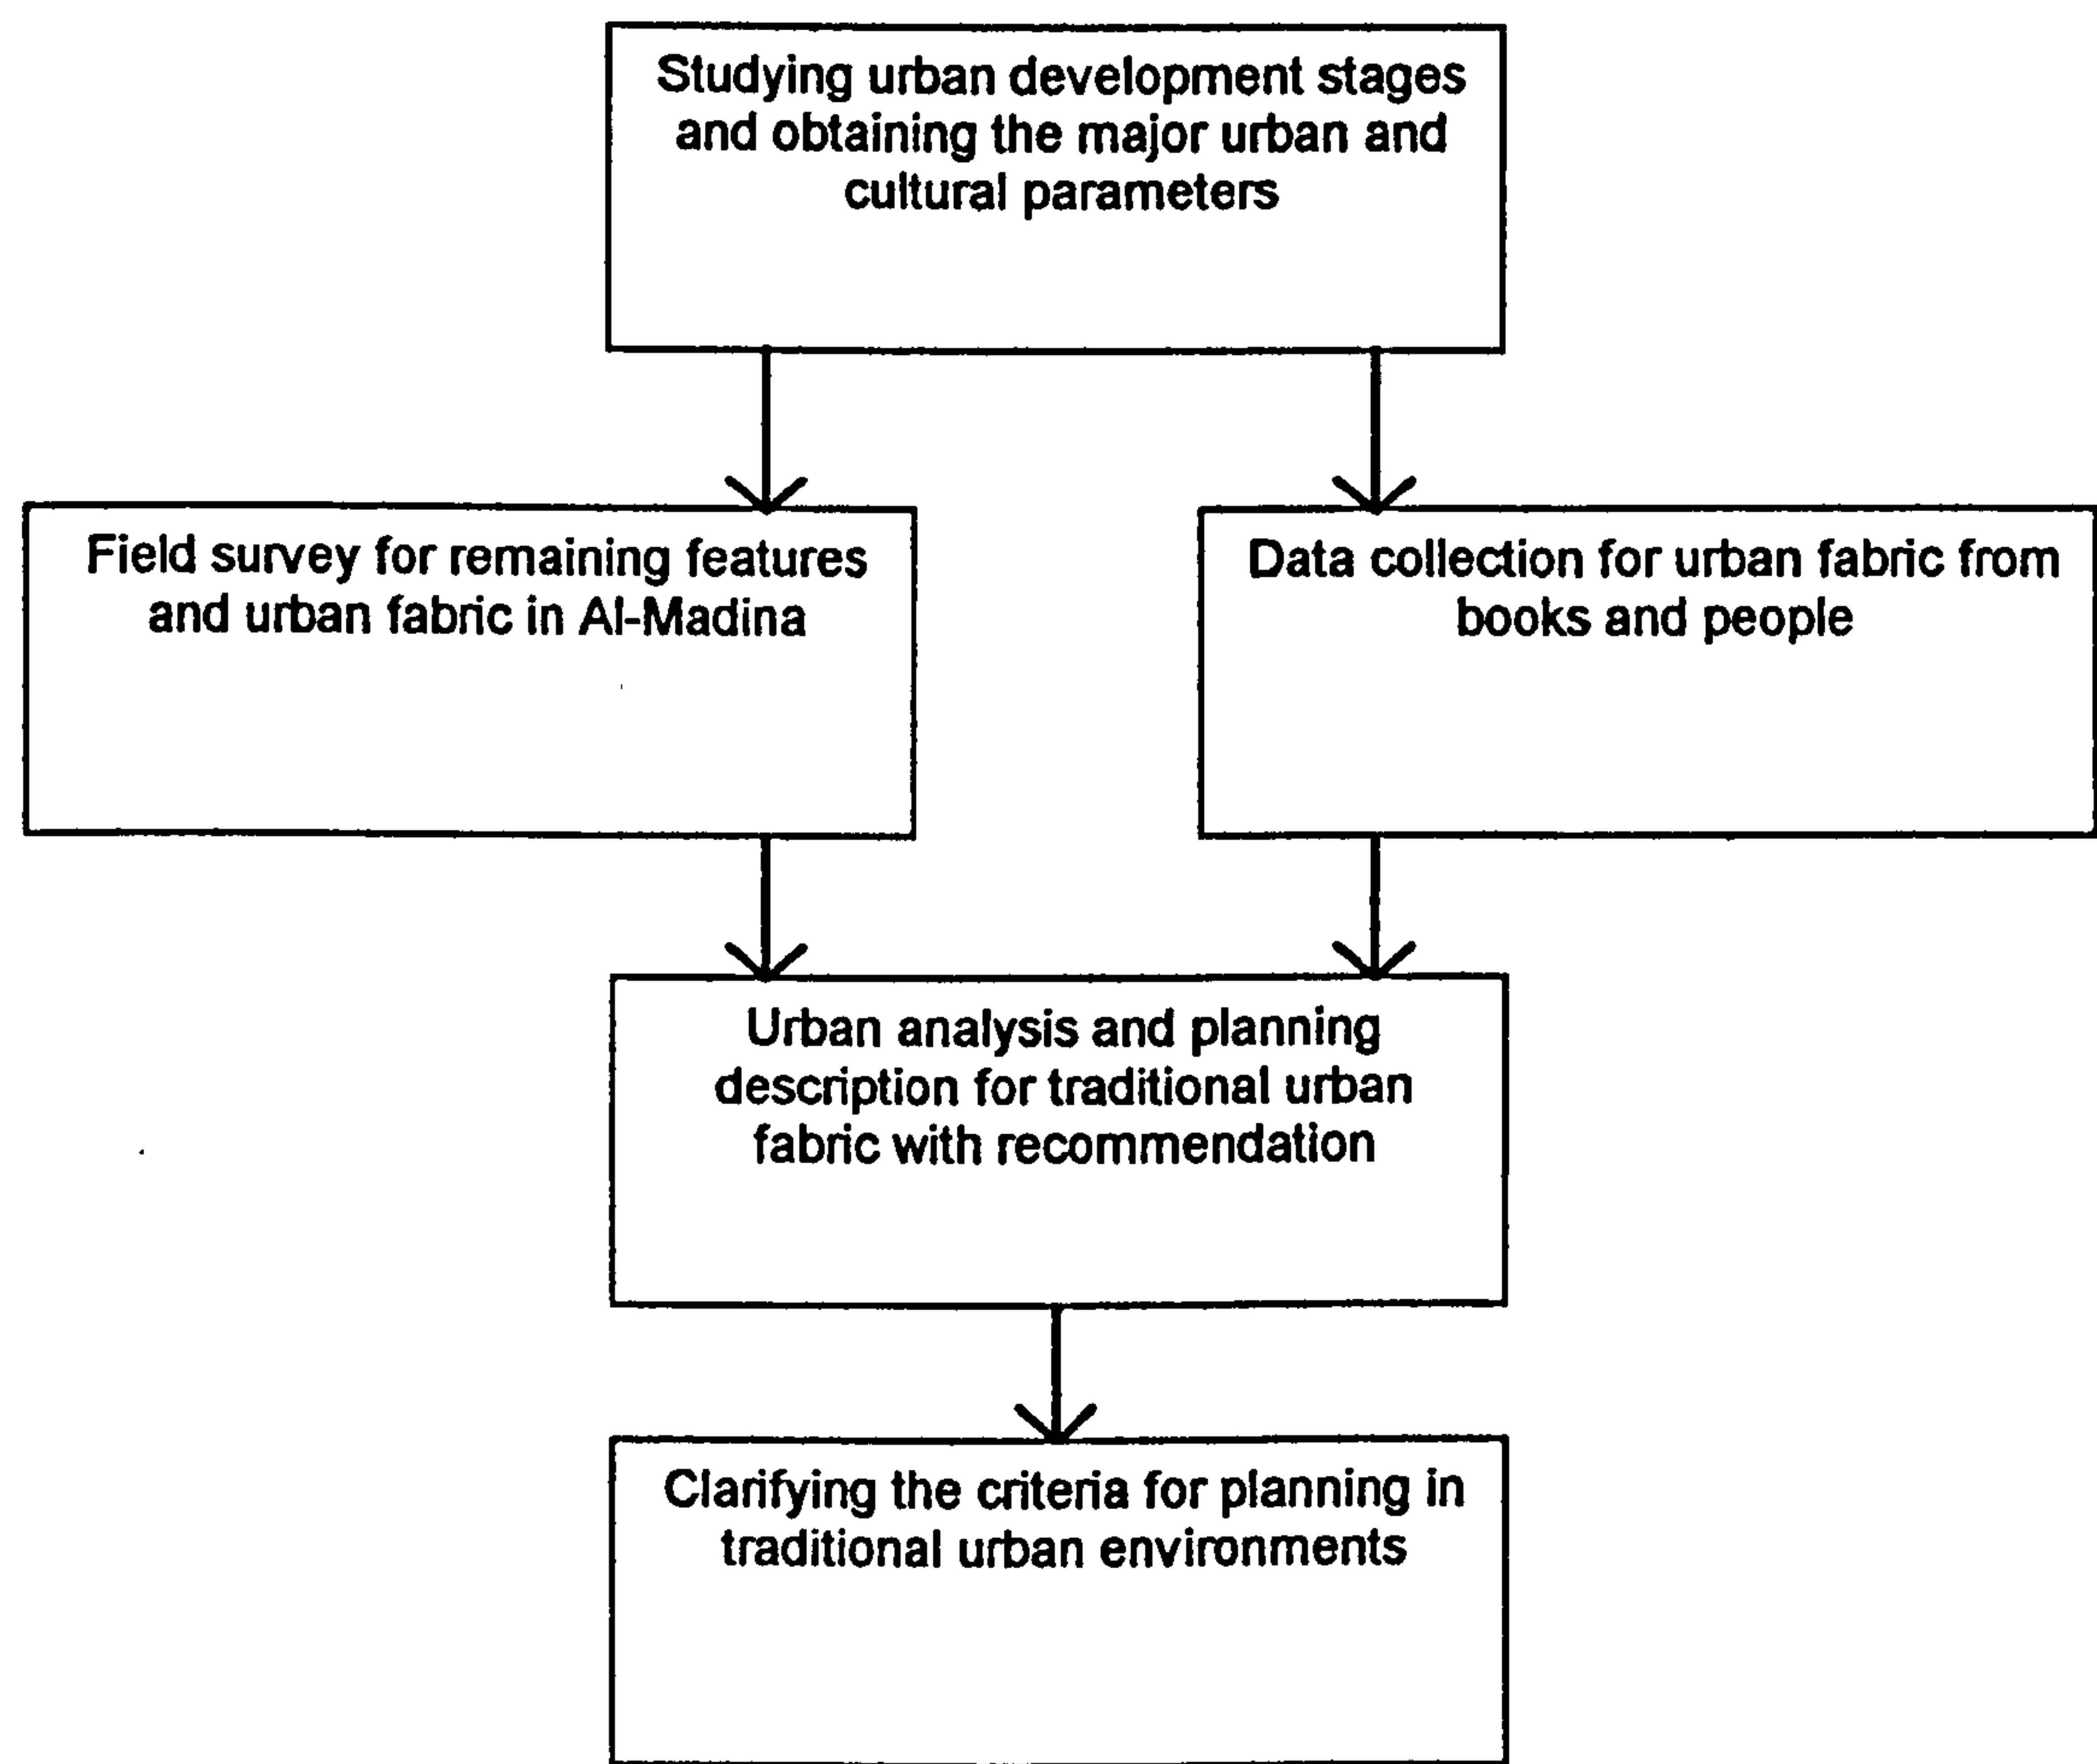 Studying urban development stages
and obtaining the major urban and
cultural parameters
Field survey for remaining features
and urban fabric in Al-Madina
Data collection for urban fabric from
books and people
Urban analysis and planning
description for traditional urban
fabric with recommendation
Clarifying the criteria for planning in
traditional urban environments